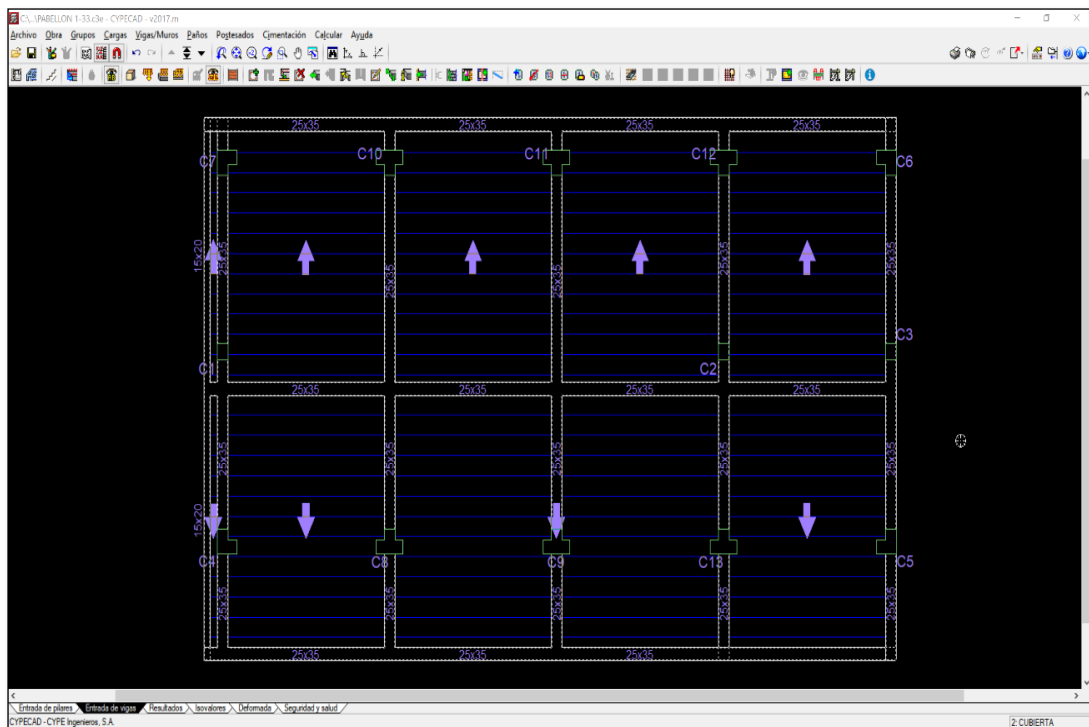 C:\...\PABELLON 1-33.c3e - CYPECAD - v2017.m
Archivo Obra Grupos Cargas Vigas/Muros Paños Postesados Cimentación Calcular Ayuda
25x35 25x35 25x35 25x35
C7 C10 C11 C12 C6
15x20 25x35 25x35 25x35 25x35 25x35
C3
C1 C2
25x35 25x35 25x35 25x35
25x35 25x35 25x35 25x35 25x35
15x20
C4 C8 C9 C13 C5
25x35 25x35 25x35 25x35 25x35
25x35 25x35 25x35
Entrada de pilares Entrada de vigas Resultados Isovalores Deformada Seguridad y salud
CYPECAD - CYPE Ingenieros, S.A. 2: CUBIERTA